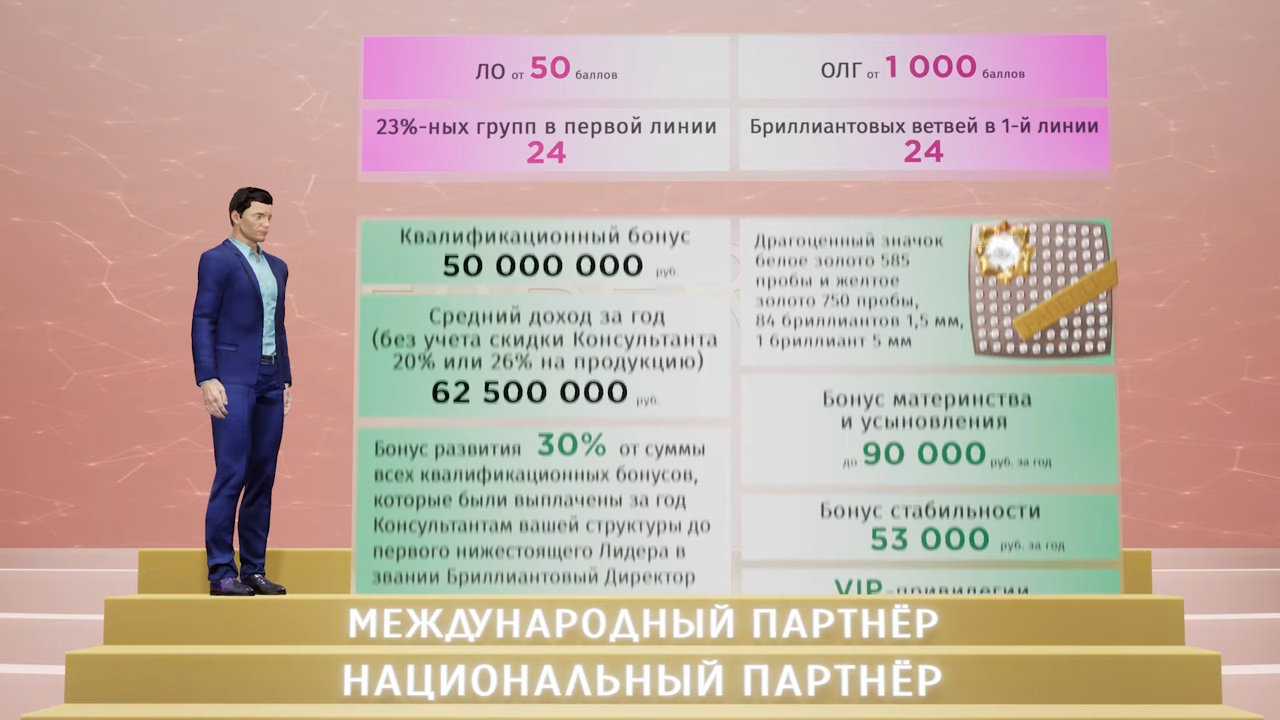 ЛО от 50 баллов
ОЛГ от 1 000 баллов
23%-ных групп в первой линии
24
Бриллиантовых ветвей в 1-й линии
24
Квалификационный бонус
50 000 000 руб.
Средний доход за год
(без учета скидки Консультанта
20% или 26% на продукцию)
62 500 000 руб.
Бонус развития 30% от суммы
всех квалификационных бонусов,
которые были выплачены за год
Консультантам вашей структуры до
первого нижестоящего Лидера в
звании Бриллиантовый Директор
Драгоценный значок
белое золото 585
пробы и желтое
золото 750 пробы,
84 бриллиантов 1,5 мм,
1 бриллиант 5 мм
Бонус материнства
и усыновления
до 90 000 руб. за год
Бонус стабильности
53 000 руб. за год
VIP-привилегии
МЕЖДУНАРОДНЫЙ ПАРТНЁР
НАЦИОНАЛЬНЫЙ ПАРТНЁР